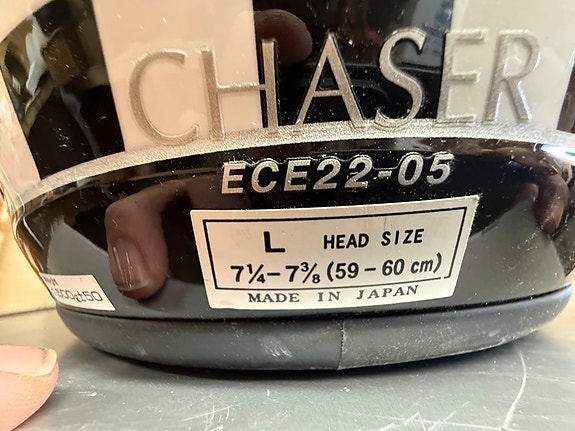 CHASER
ECE22-05
L HEAD SIZE
7¼-7⅜ (59-60 cm)
MADE IN JAPAN